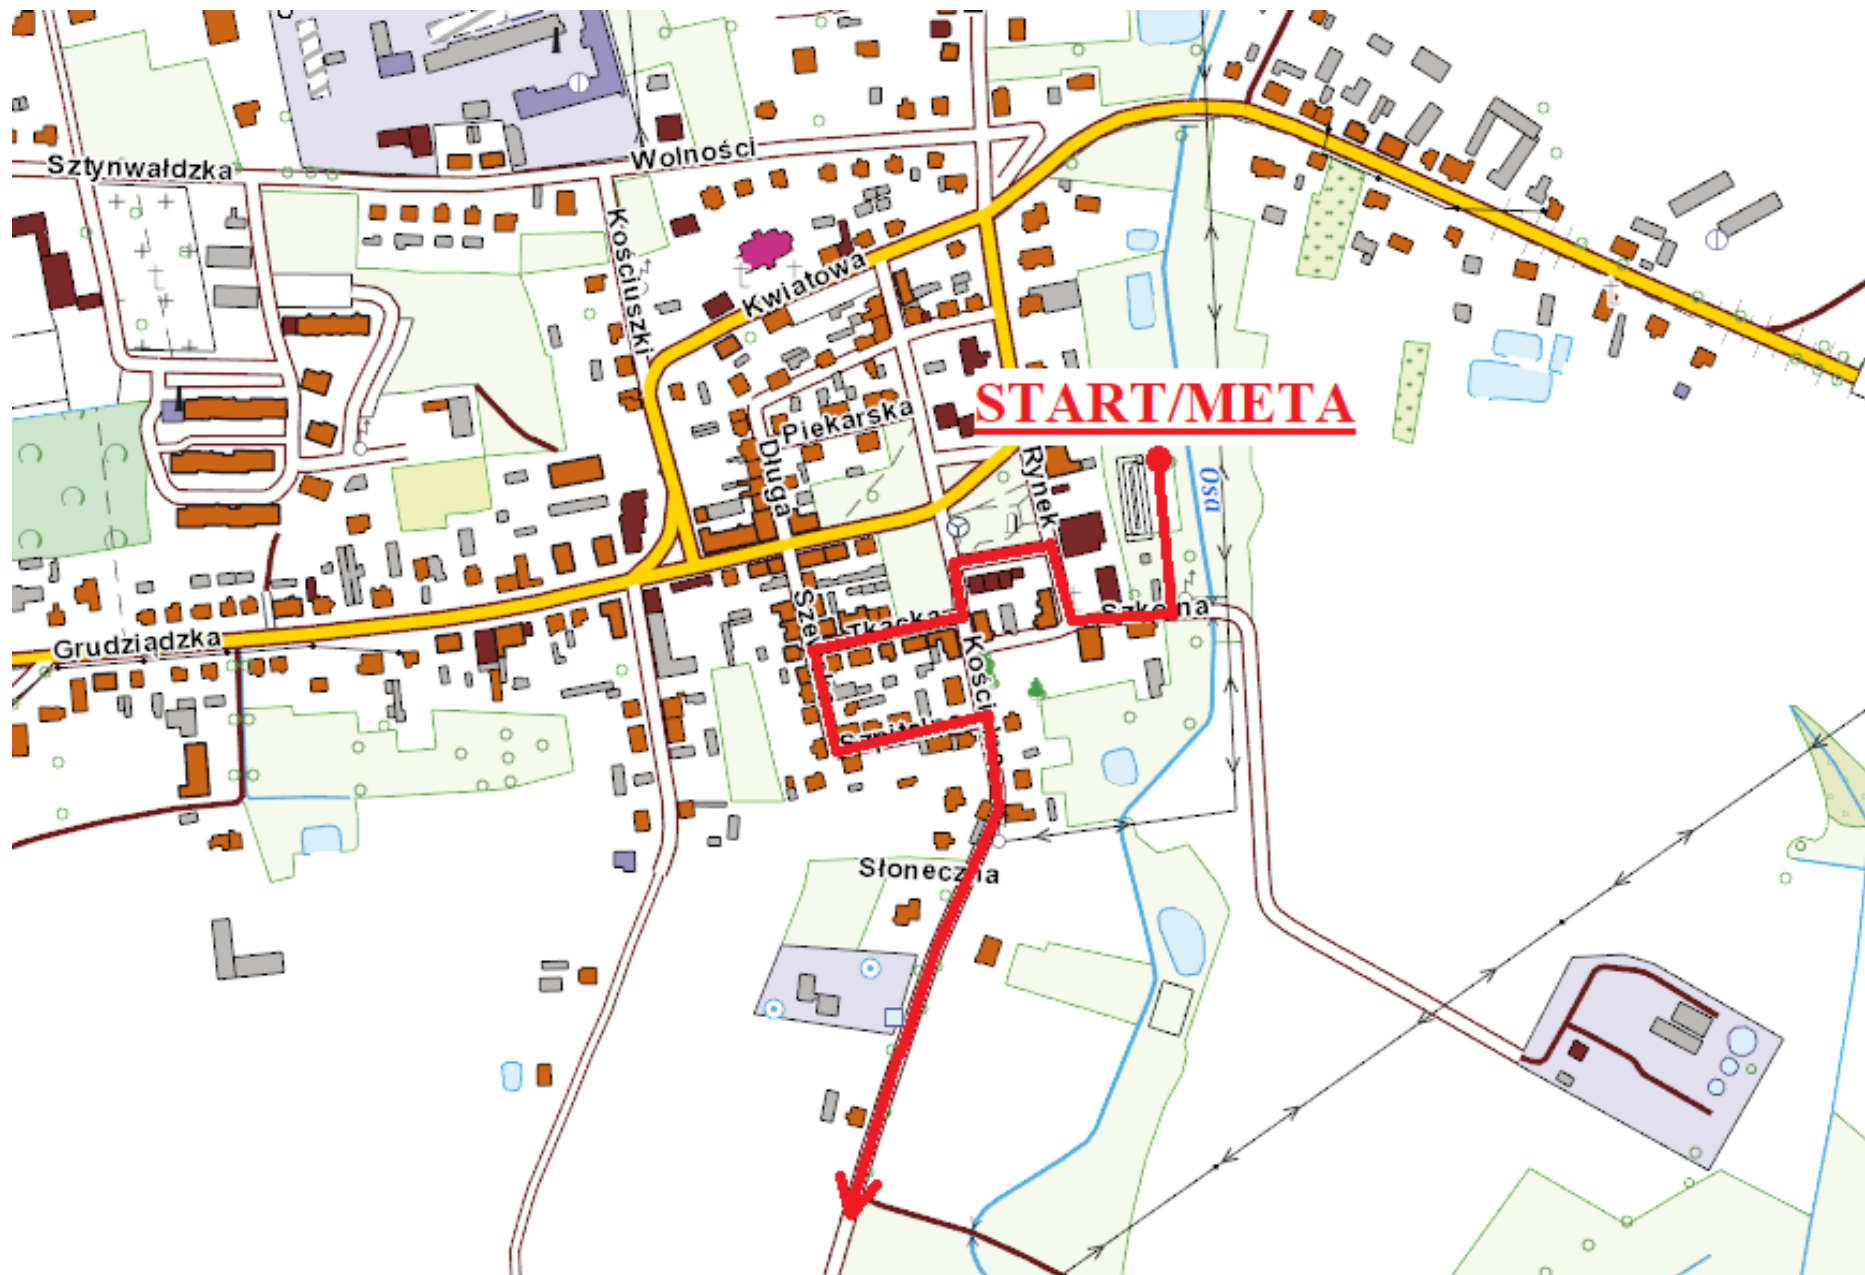 Sztynwałdzka
Wolności
Kościuszki
Kwiatowa
START/META
Piekarska
Długa
Rynek
Osa
Szkolna
Tkacka
Grudziądzka
Słoneczna